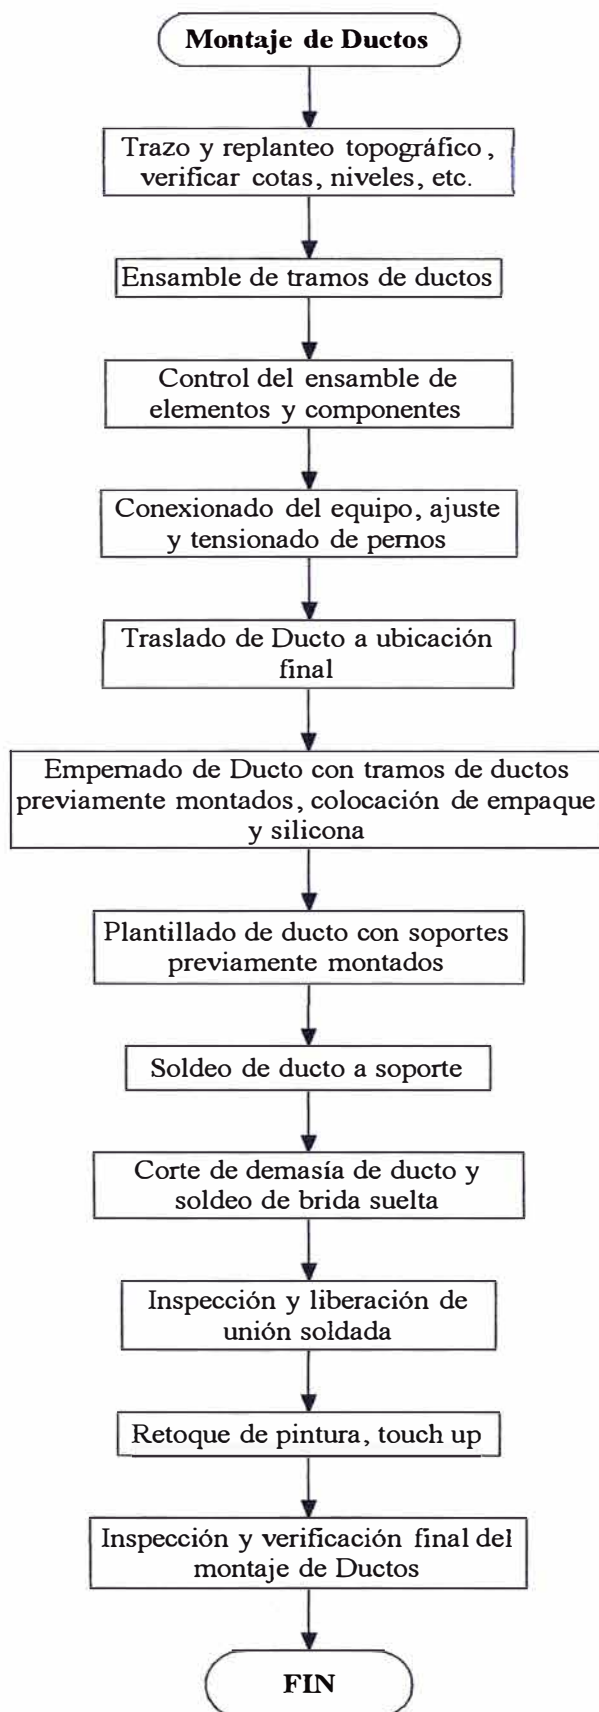 Montaje de Ductos
Trazo y replanteo topográfico,
verificar cotas, niveles, etc.
Ensamble de tramos de ductos
Control del ensamble de
elementos y componentes
Conexionado del equipo, ajuste
y tensionado de pernos
Traslado de Ducto a ubicación
final
Empernado de Ducto con tramos de ductos
previamente montados, colocación de empaque
y silicona
Plantillado de ducto con soportes
previamente montados
Soldeo de ducto a soporte
Corte de demasía de ducto y
soldeo de brida suelta
Inspección y liberación de
unión soldada
Retoque de pintura, touch up
Inspección y verificación final del
montaje de Ductos
FIN